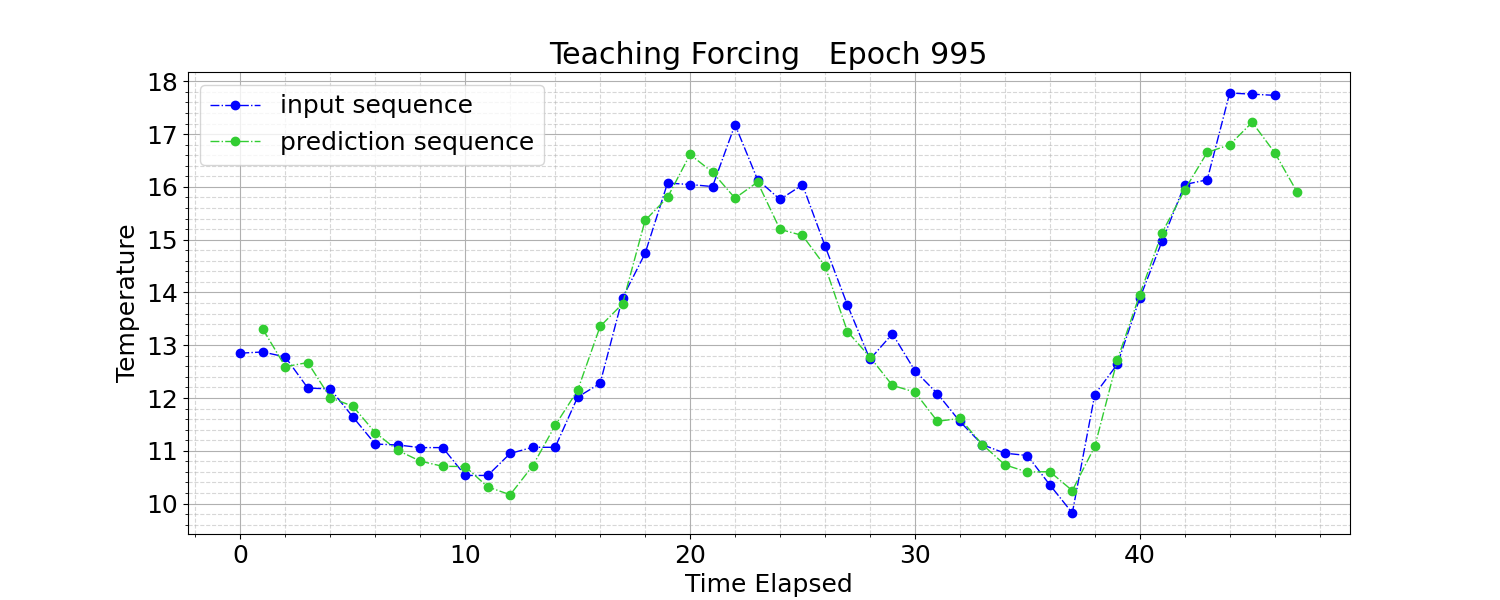 Teaching Forcing   Epoch 995
18
17
16
15
14
13
12
11
10
Temperature
input sequence
prediction sequence
0 10 20 30 40
Time Elapsed